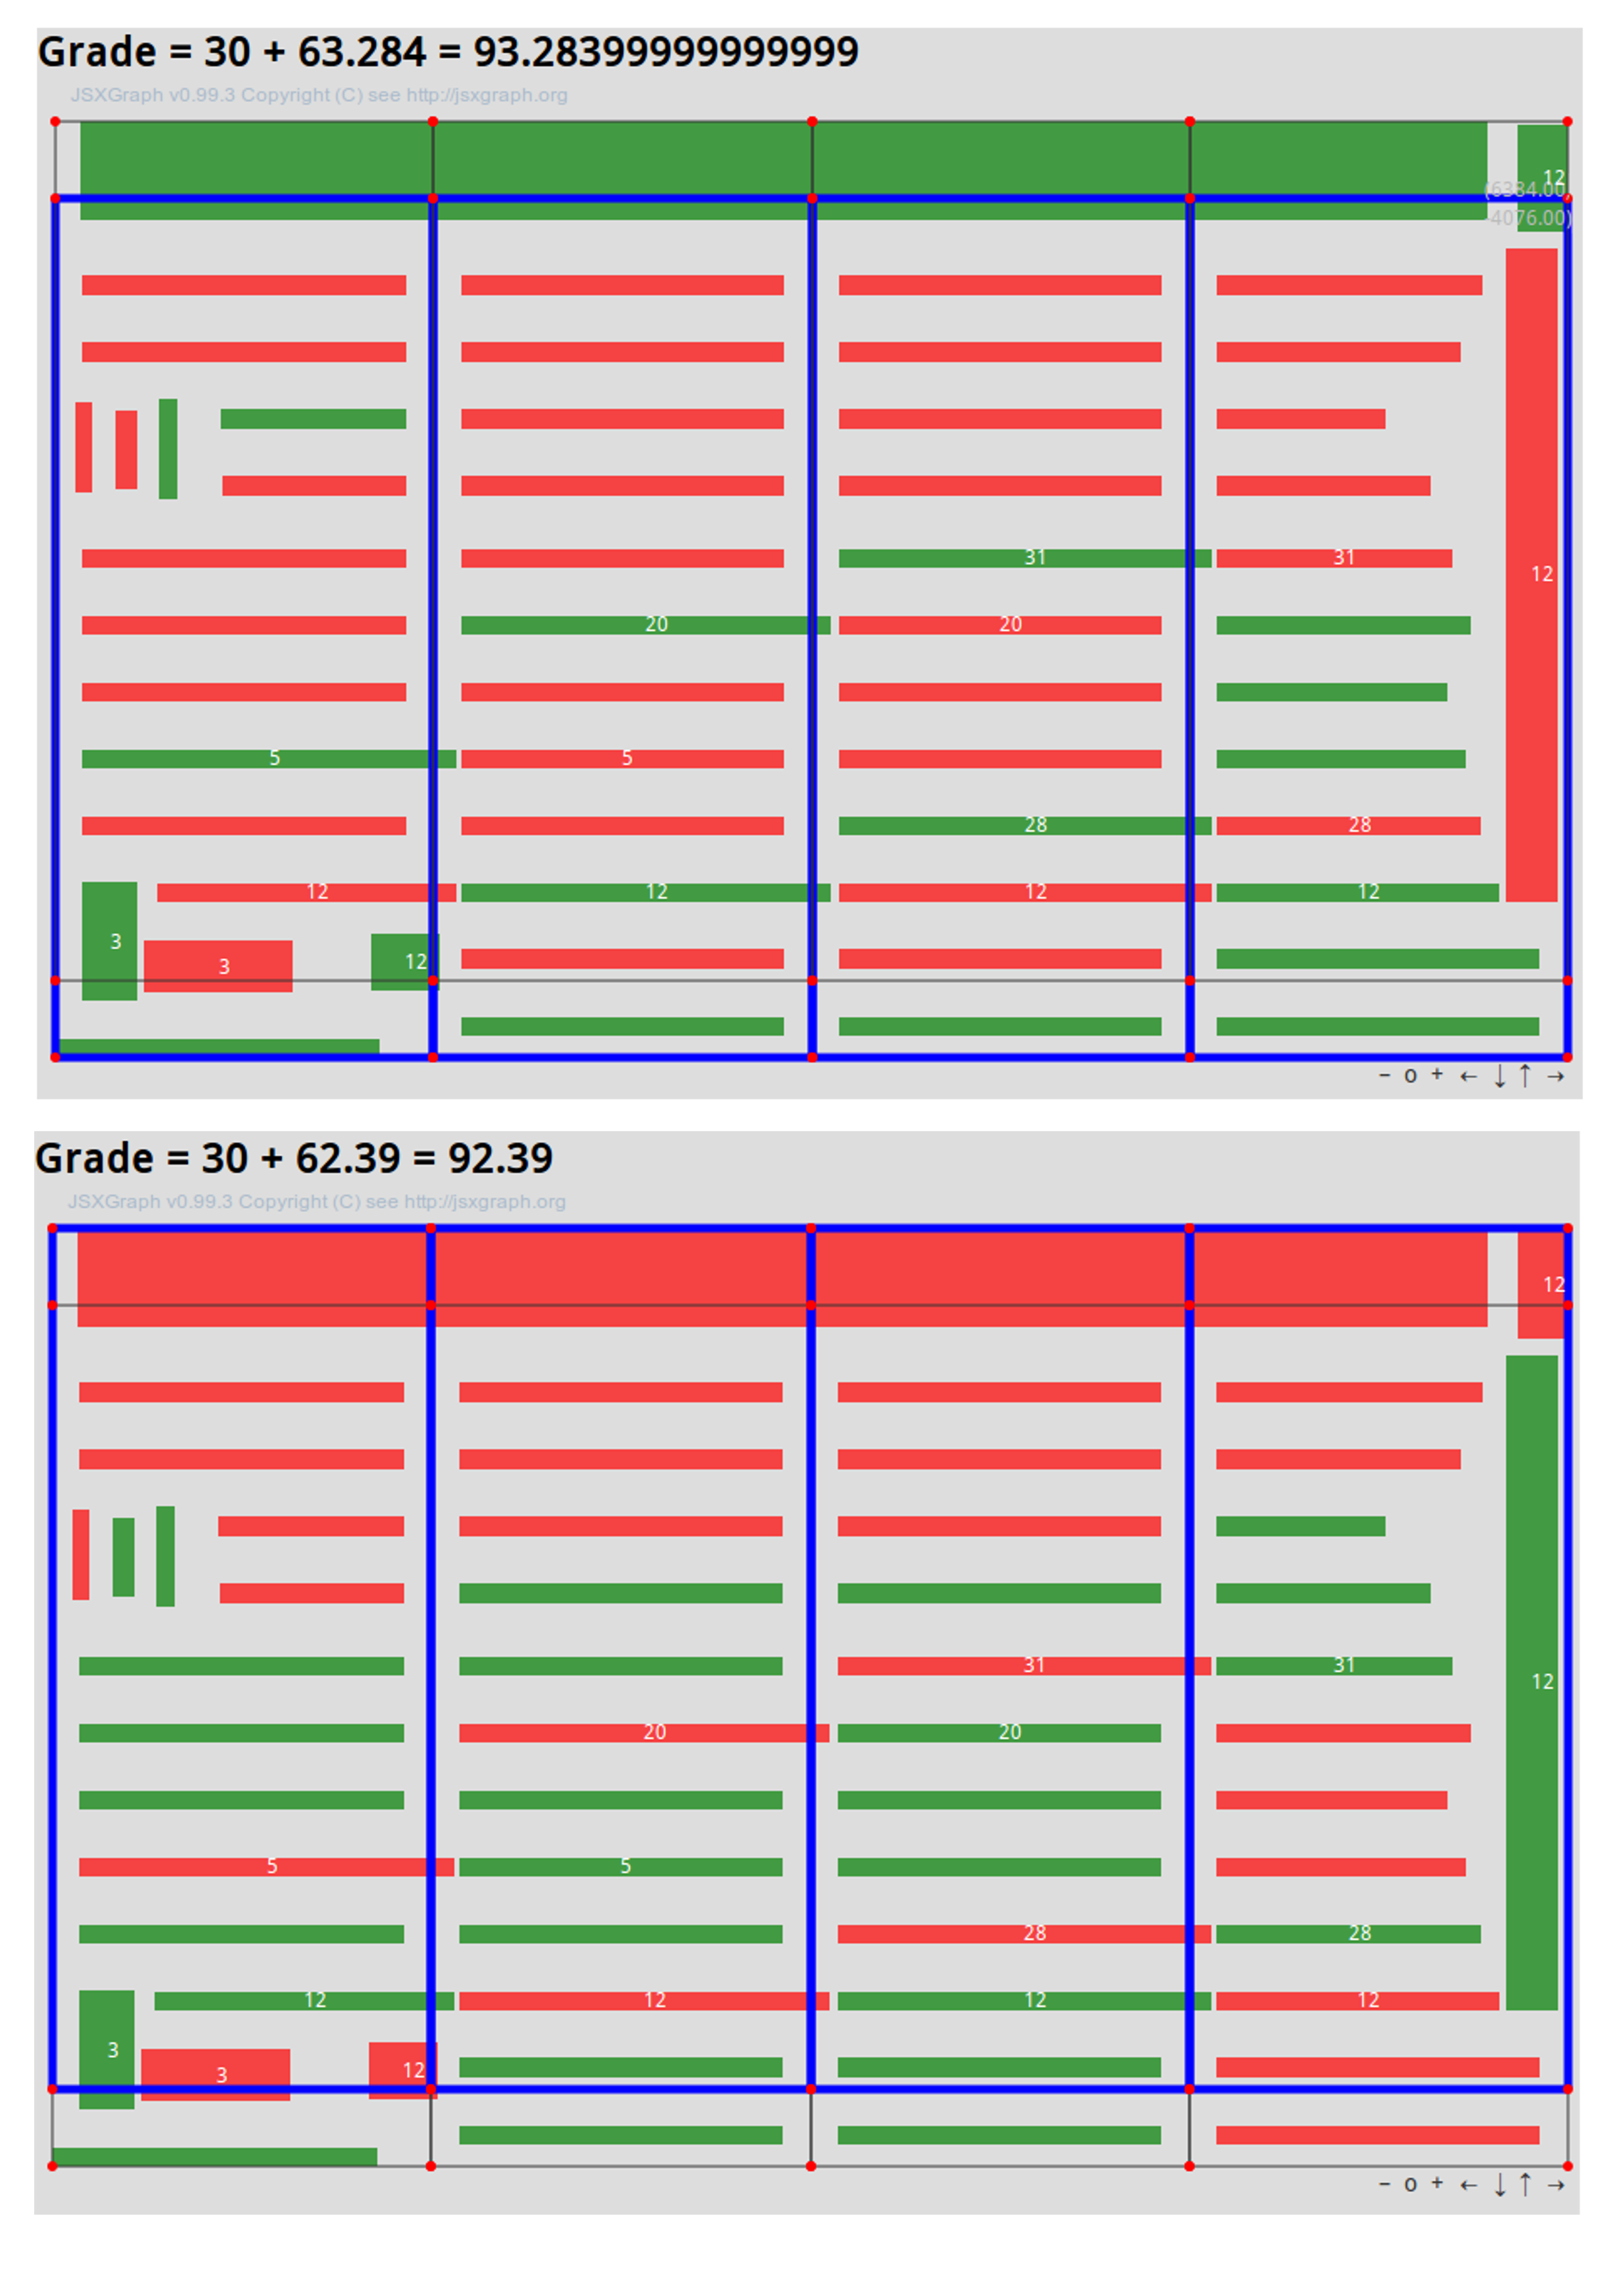 Grade = 30 + 63.284 = 93.28399999999999
JSXGraph v0.99.3 Copyright (C) see http://jsxgraph.org
12
(6384.00
-4076.00)
31 31
12
20 20
5 5
28 28
12 12 12 12
3
3
12
− o + ← ↓ ↑ →
Grade = 30 + 62.39 = 92.39
JSXGraph v0.99.3 Copyright (C) see http://jsxgraph.org
12
31 31
12
20 20
5 5
28 28
12 12 12 12
3
3
12
− o + ← ↓ ↑ →